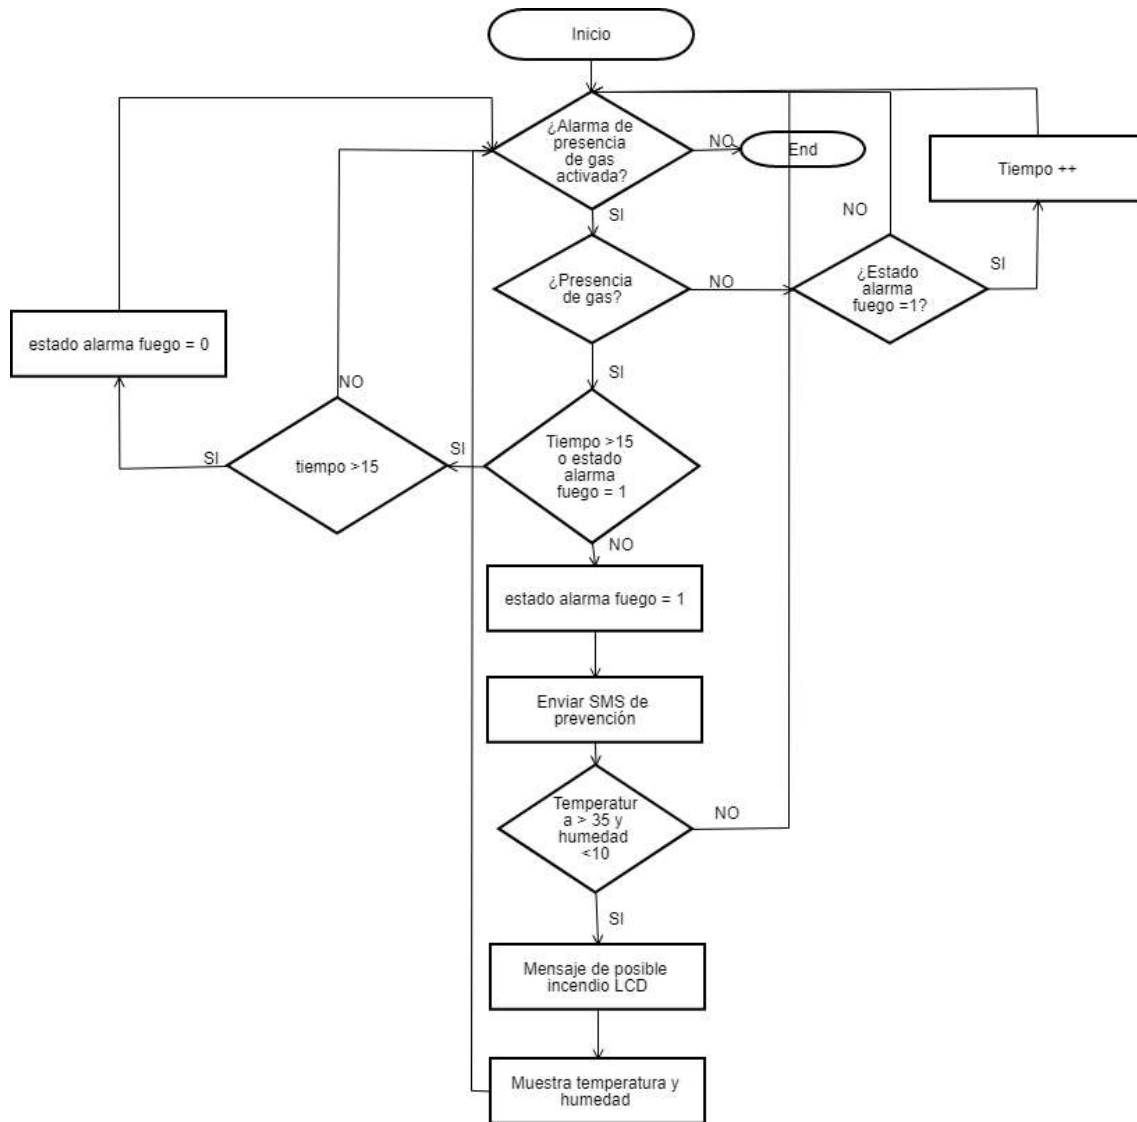 Inicio
¿Alarma de
presencia
de gas
activada?
NO
End
Tiempo ++
SI
NO
¿Presencia
de gas?
NO
¿Estado
alarma
fuego =1?
SI
estado alarma fuego = 0
SI
NO
Tiempo >15
o estado
alarma
fuego = 1
SI
tiempo >15
SI
NO
estado alarma fuego = 1
Enviar SMS de
prevención
Temperatur
a > 35 y
humedad
<10
NO
SI
Mensaje de posible
incendio LCD
Muestra temperatura y
humedad